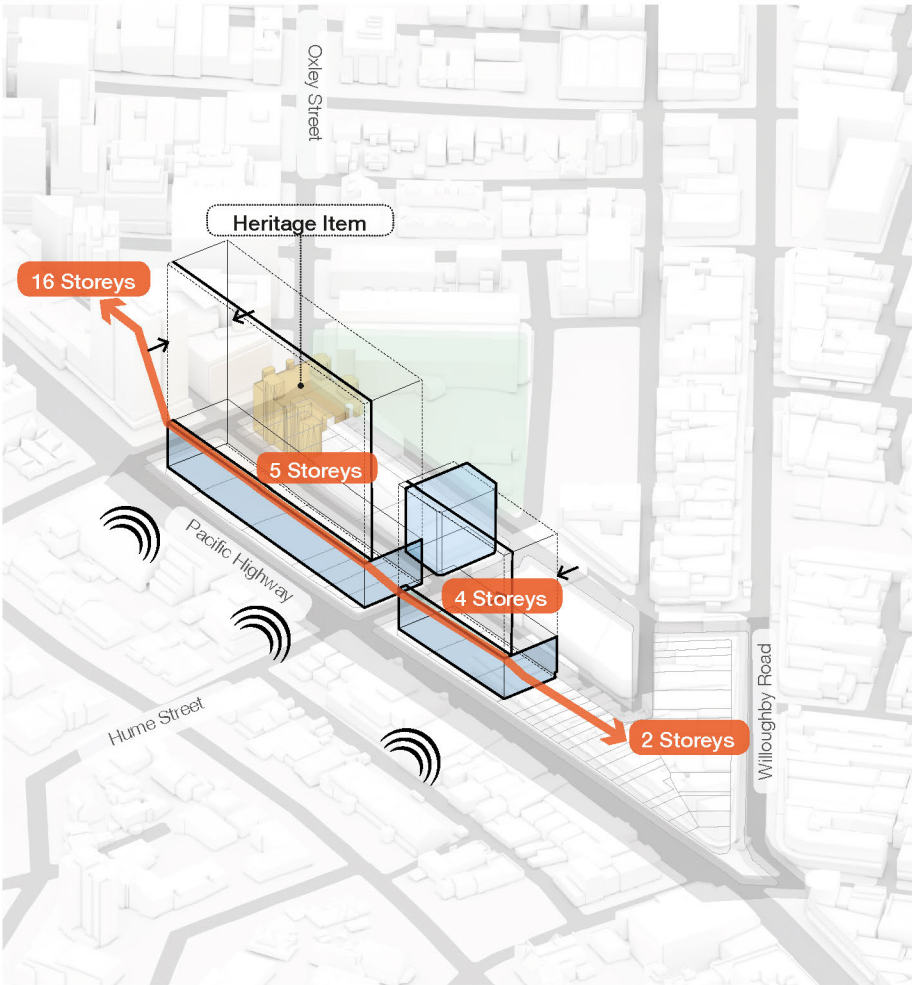 Oxley Street
Heritage Item
16 Storeys
5 Storeys
Pacific Highway
4 Storeys
Hume Street
Willoughby Road
2 Storeys